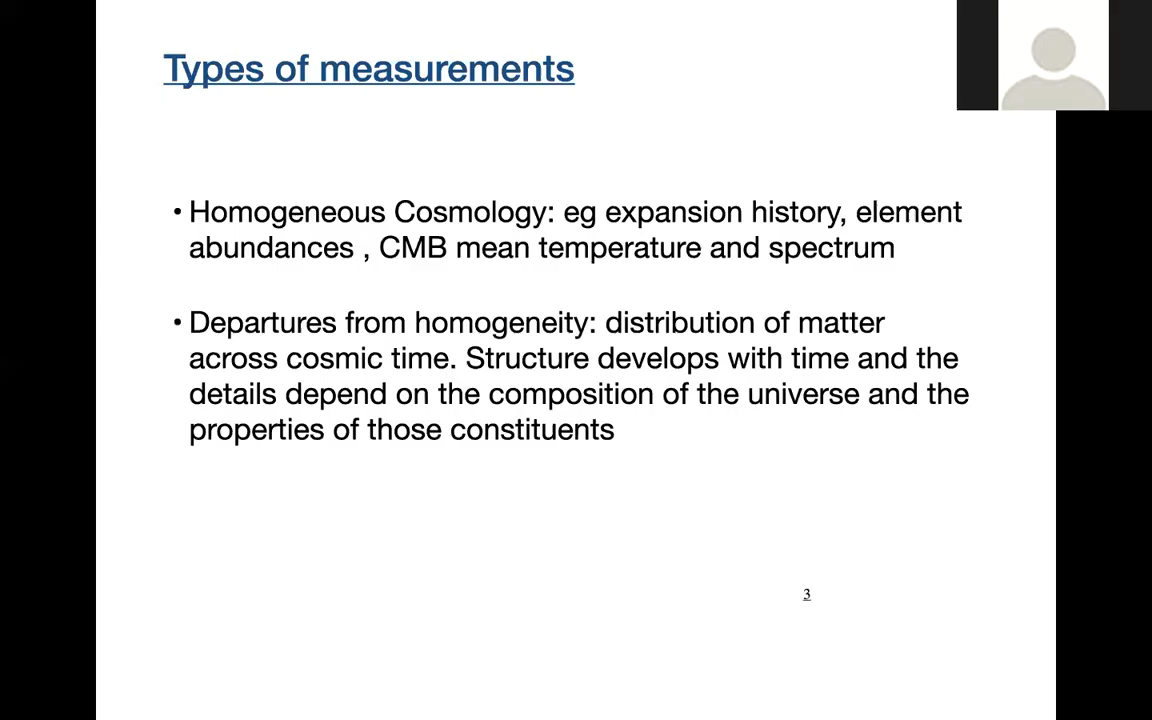 Types of measurements
• Homogeneous Cosmology: eg expansion history, element
abundances , CMB mean temperature and spectrum
• Departures from homogeneity: distribution of matter
across cosmic time. Structure develops with time and the
details depend on the composition of the universe and the
properties of those constituents
3